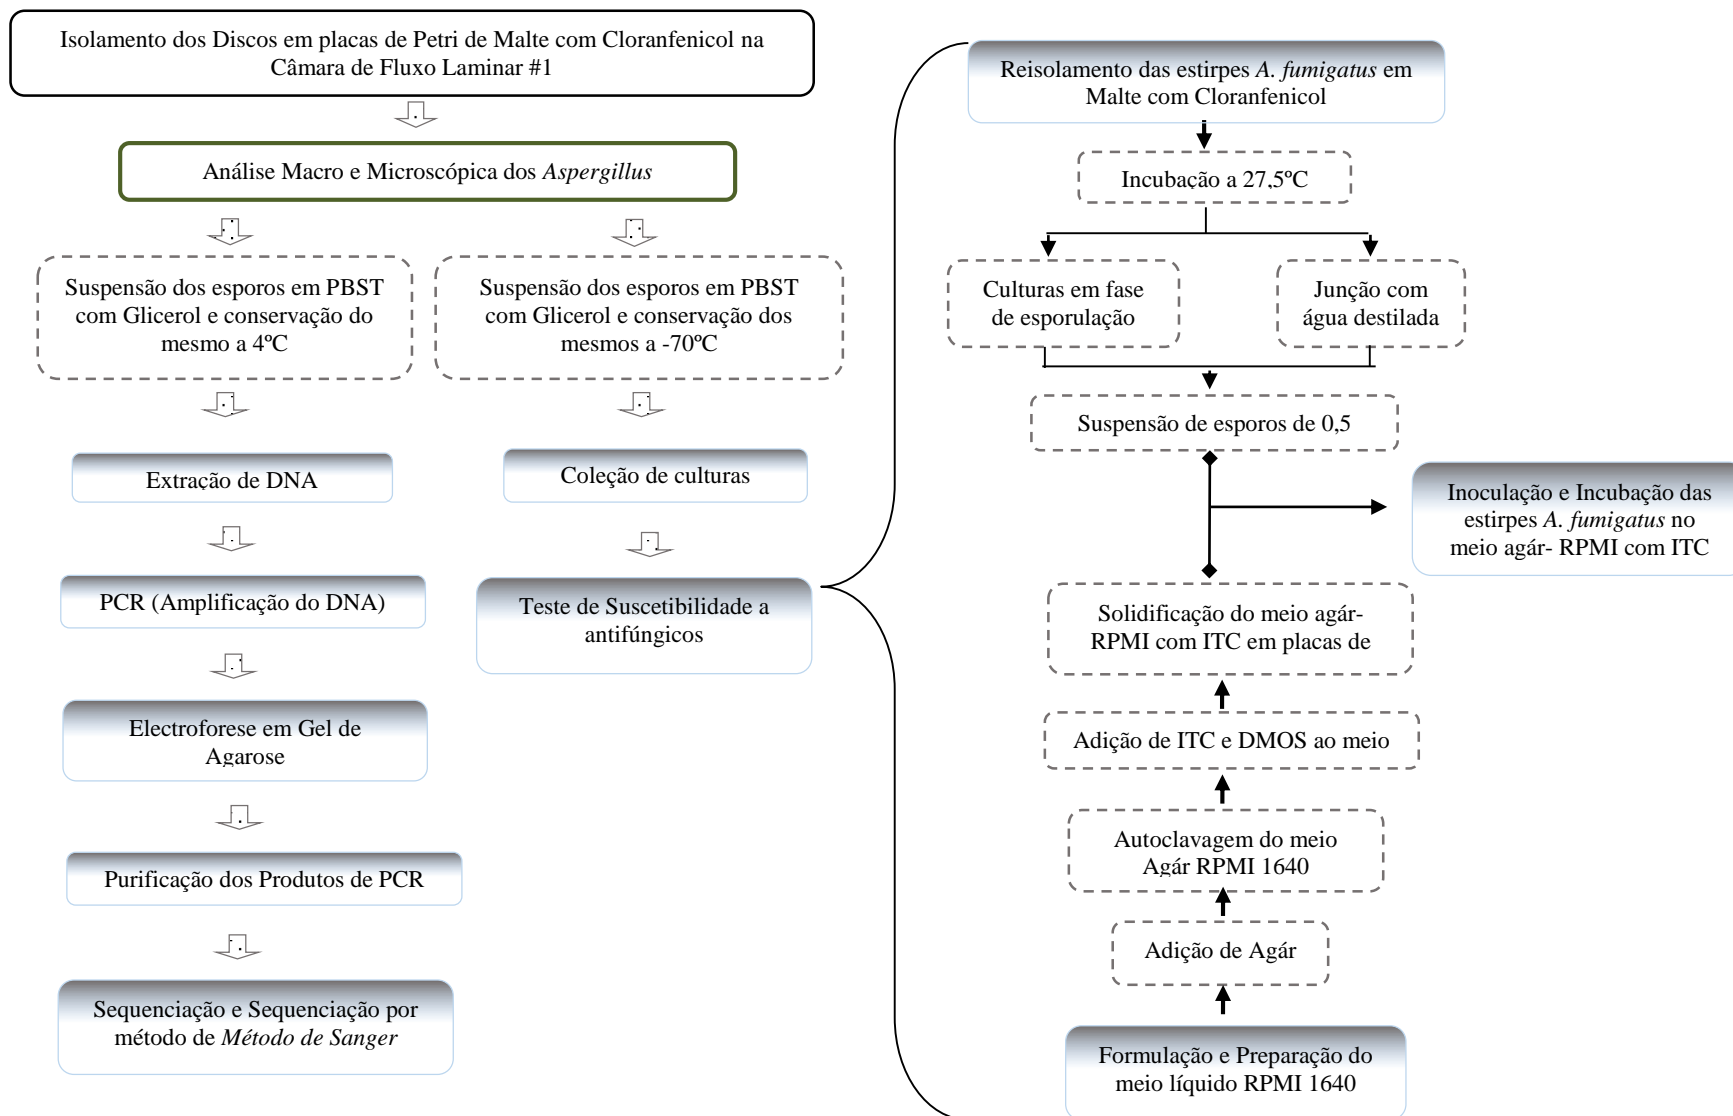 Isolamento dos Discos em placas de Petri de Malte com Cloranfenicol na
Câmara de Fluxo Laminar #1
Análise Macro e Microscópica dos Aspergillus
Suspensão dos esporos em PBST
com Glicerol e conservação do
mesmo a 4ºC
Suspensão dos esporos em PBST
com Glicerol e conservação dos
mesmos a -70ºC
Extração de DNA
Coleção de culturas
PCR (Amplificação do DNA)
Teste de Suscetibilidade a
antifúngicos
Electroforese em Gel de
Agarose
Purificação dos Produtos de PCR
Sequenciação e Sequenciação por
método de Método de Sanger
Reisolamento das estirpes A. fumigatus em
Malte com Cloranfenicol
Incubação a 27,5ºC
Culturas em fase
de esporulação
Junção com
água destilada
Suspensão de esporos de 0,5
Inoculação e Incubação das
estirpes A. fumigatus no
meio agár- RPMI com ITC
Solidificação do meio agár-
RPMI com ITC em placas de
Adição de ITC e DMOS ao meio
Autoclavagem do meio
Agár RPMI 1640
Adição de Agár
Formulação e Preparação do
meio líquido RPMI 1640